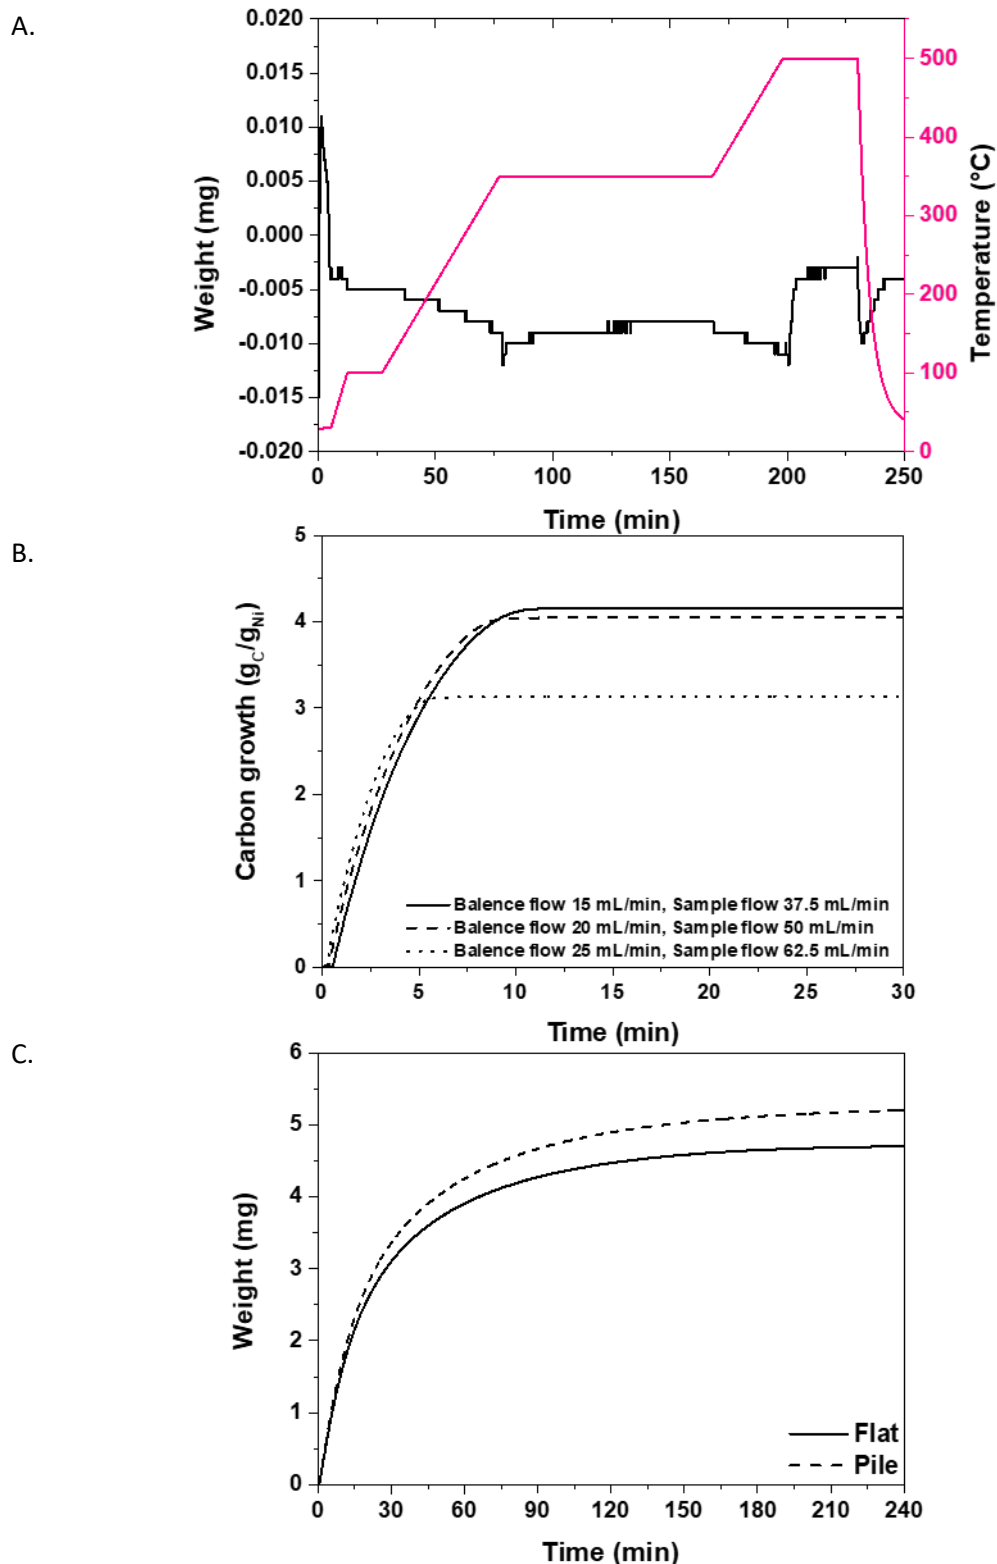 A.
0.020
0.015
0.010
0.005
0.000
-0.005
-0.010
-0.015
-0.020
Weight (mg)
500
400
300
200
100
0
Temperature (°C)
0 50 100 150 200 250
Time (min)
B.
5
4
3
2
1
0
Carbon growth (gC/gNi)
Balence flow 15 mL/min, Sample flow 37.5 mL/min
Balence flow 20 mL/min, Sample flow 50 mL/min
Balence flow 25 mL/min, Sample flow 62.5 mL/min
0 5 10 15 20 25 30
Time (min)
C.
6
5
4
3
2
1
0
Weight (mg)
Flat
Pile
0 30 60 90 120 150 180 210 240
Time (min)